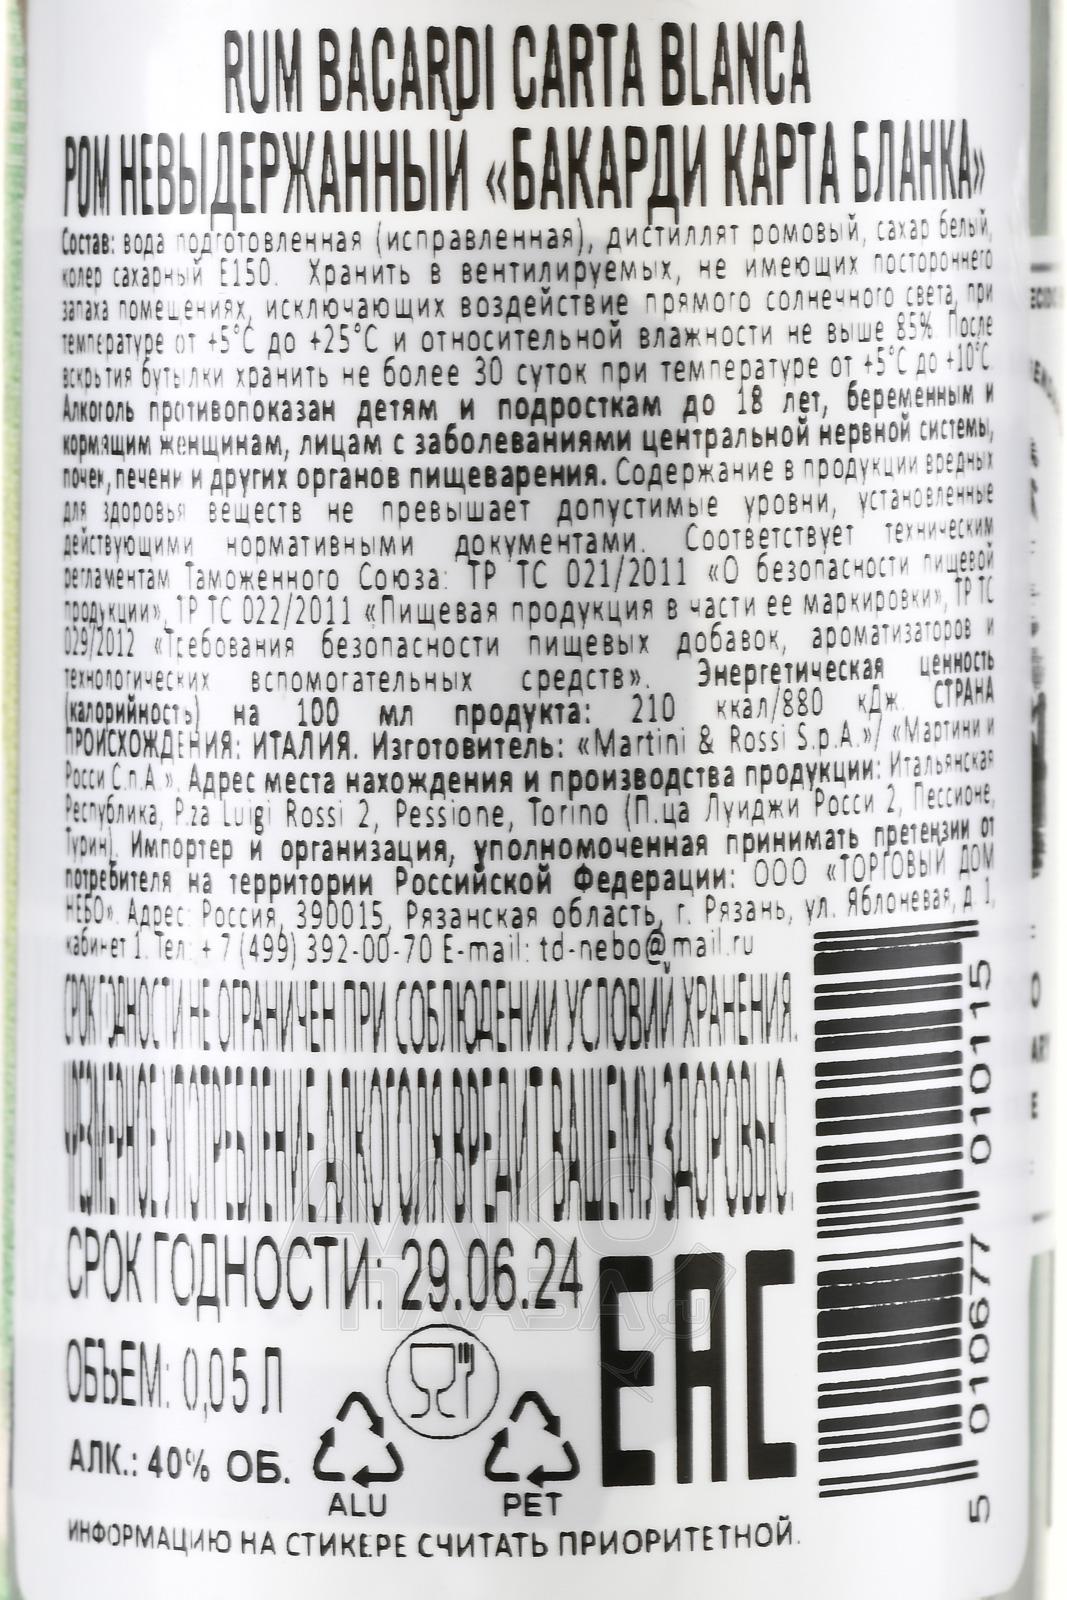 RUM BACARDI CARTA BLANCA
РОМ НЕВЫДЕРЖАННЫЙ «БАКАРДИ КАРТА БЛАНКА»
Состав: вода подготовленная (исправленная), дистиллят ромовый, сахар белый,
колер сахарный Е150. Хранить в вентилируемых, не имеющих постороннего
запаха помещениях, исключающих воздействие прямого солнечного света, при
температуре от +5°С до +25°С и относительной влажности не выше 85%. После
вскрытия бутылки хранить не более 30 суток при температуре от +5°С до +10°С.
Алкоголь противопоказан детям и подросткам до 18 лет, беременным и
кормящим женщинам, лицам с заболеваниями центральной нервной системы,
почек, печени и других органов пищеварения. Содержание в продукции вредных
для здоровья веществ не превышает допустимые уровни, установленные
действующими нормативными документами. Соответствует техническим
регламентам Таможенного Союза: ТР ТС 021/2011 «О безопасности пищевой
продукции», ТР ТС 022/2011 «Пищевая продукция в части ее маркировки», ТР ТС
029/2012 «Требования безопасности пищевых добавок, ароматизаторов и
технологических вспомогательных средств». Энергетическая ценность
(калорийность) на 100 мл продукта: 210 ккал/880 кДж. СТРАНА
ПРОИСХОЖДЕНИЯ: ИТАЛИЯ. Изготовитель: «Martini & Rossi S.p.A.»/ «Мартини и
Росси С.п.А.». Адрес места нахождения и производства продукции: Итальянская
Республика, P.za Luigi Rossi 2, Pessione, Torino (П.ца Луиджи Росси 2, Пессионе,
Турин). Импортер и организация, уполномоченная принимать претензии от
потребителя на территории Российской Федерации: ООО «ТОРГОВЫЙ ДОМ
НЕБО». Адрес: Россия, 390015, Рязанская область, г. Рязань, ул. Яблоневая, д. 1,
кабинет 1. Тел: + 7 (499) 392-00-70 E-mail: td-nebo@mail.ru
СРОК ГОДНОСТИ НЕ ОГРАНИЧЕН ПРИ СОБЛЮДЕНИИ УСЛОВИЙ ХРАНЕНИЯ.
ЧРЕЗМЕРНОЕ УПОТРЕБЛЕНИЕ АЛКОГОЛЯ ВРЕДИТ ВАШЕМУ ЗДОРОВЬЮ.
СРОК ГОДНОСТИ: 29.06.24
ОБЪЕМ: 0,05 Л
АЛК.: 40% ОБ.
ALU
PET
EAC
5 010677 010115
ИНФОРМАЦИЮ НА СТИКЕРЕ СЧИТАТЬ ПРИОРИТЕТНОЙ.
АЛКО
ПЛАЗА.ru